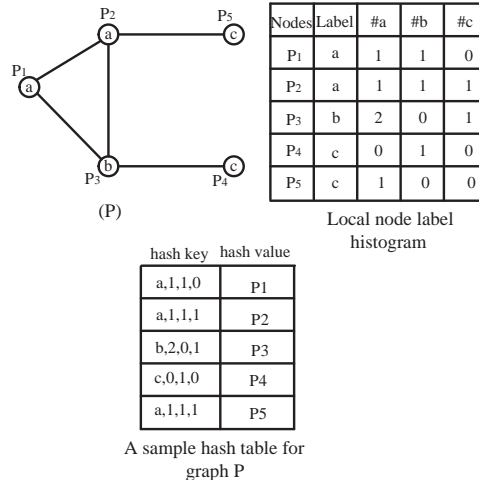 P2
P5
a
c
P1
a
b
c
P3
P4
(P)
Nodes Label #a #b #c
P1 a 1 1 0
P2 a 1 1 1
P3 b 2 0 1
P4 c 0 1 0
P5 c 1 0 0
Local node label
histogram
hash key hash value
a,1,1,0 P1
a,1,1,1 P2
b,2,0,1 P3
c,0,1,0 P4
a,1,1,1 P5
A sample hash table for
graph P